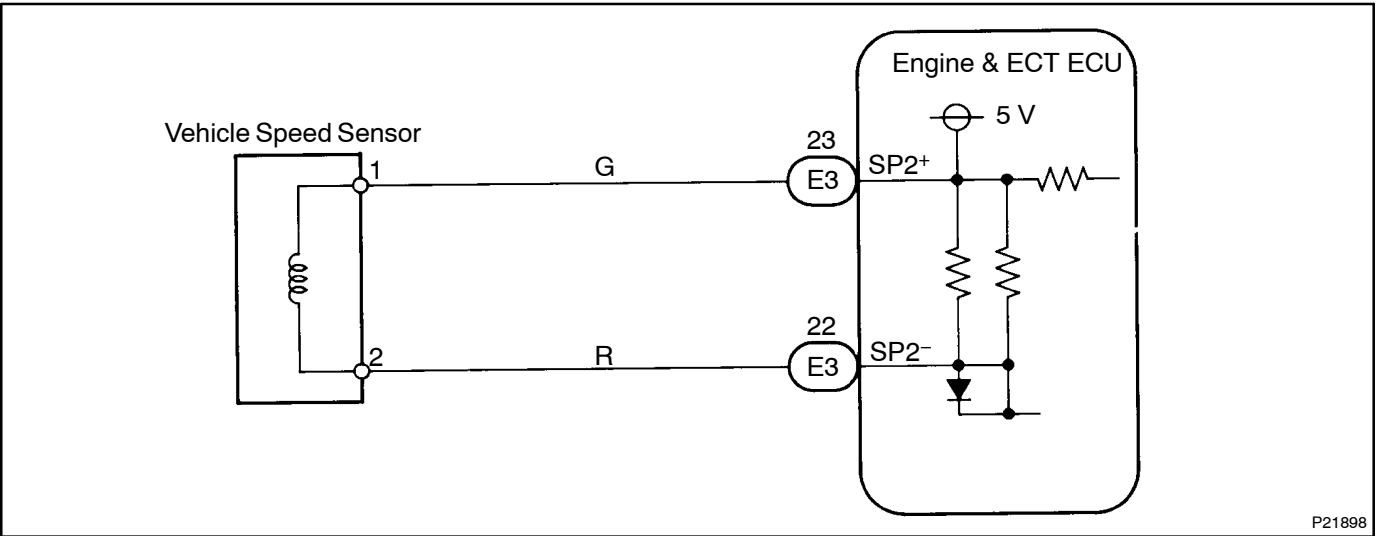 Engine & ECT ECU
5 V
Vehicle Speed Sensor
1
G
23
E3
SP2+
2
R
22
E3
SP2−
P21898